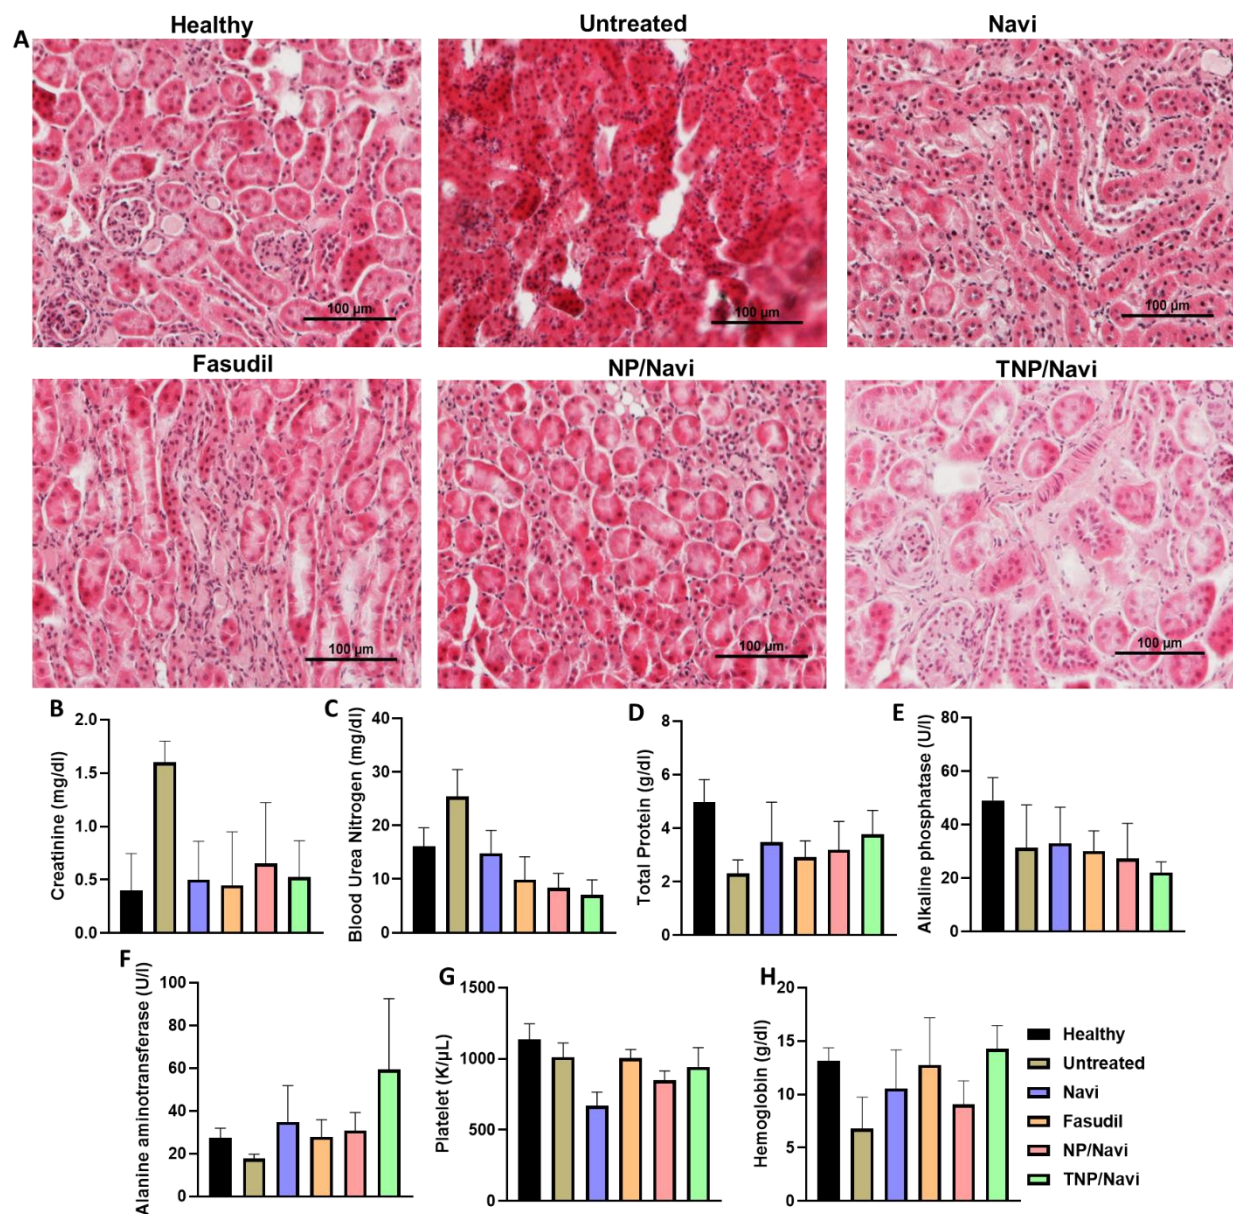 Healthy Untreated Navi
A
100 µm 100 µm 100 µm
Fasudil NP/Navi TNP/Navi
100 µm 100 µm 100 µm
B
Creatinine (mg/dl)
2.0
1.5
1.0
0.5
0.0
C
Blood Urea Nitrogen (mg/dl)
40
30
20
10
0
D
Total Protein (g/dl)
8
6
4
2
0
E
Alkaline phosphatase (U/l)
80
60
40
20
0
F
Alanine aminotransferase (U/l)
100
80
60
40
20
0
G
Platelet (K/µL)
1500
1000
500
0
H
Hemoglobin (g/dl)
20
15
10
5
0
Healthy
Untreated
Navi
Fasudil
NP/Navi
TNP/Navi